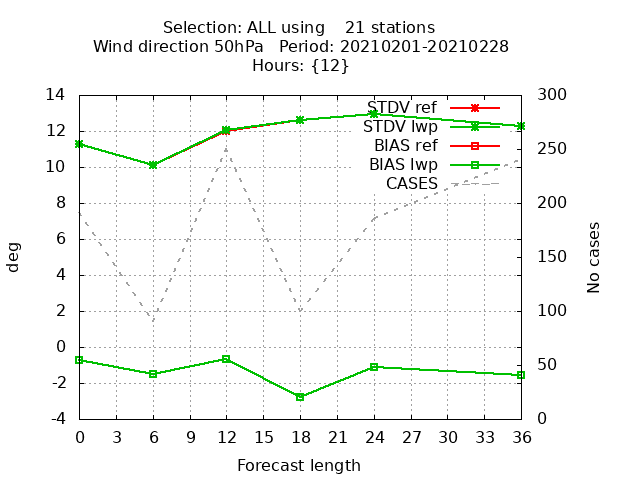 Selection: ALL using    21 stations
Wind direction 50hPa   Period: 20210201-20210228
Hours: {12}
14
12
10
8
6
4
2
0
-2
-4
deg
STDV ref
STDV lwp
BIAS ref
BIAS lwp
CASES
300
250
200
150
100
50
0
No cases
0 3 6 9 12 15 18 21 24 27 30 33 36
Forecast length